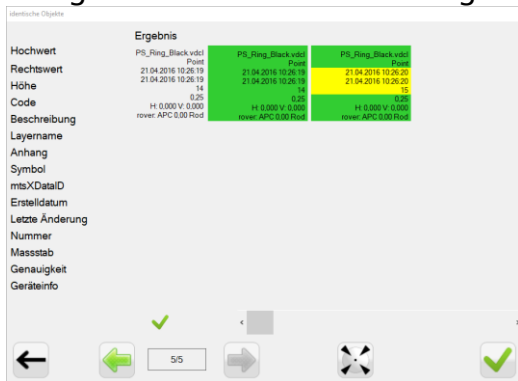 identische Objekte
Ergebnis
Hochwert
Rechtswert
Höhe
Code
Beschreibung
Layername
Anhang
Symbol
mtsXDataID
Erstelldatum
Letzte Änderung
Nummer
Massstab
Genauigkeit
Geräteinfo
PS_Ring_Black.vdcl
Point
21.04.2016 10:26:19
21.04.2016 10:26:19
14
0,25
H: 0,000 V: 0,000
rover: APC 0,00 Rod
PS_Ring_Black.vdcl
Point
21.04.2016 10:26:19
21.04.2016 10:26:19
14
0,25
H: 0,000 V: 0,000
rover: APC 0,00 Rod
PS_Ring_Black.vdcl
Point
21.04.2016 10:26:20
21.04.2016 10:26:20
15
0,25
H: 0,000 V: 0,000
rover: APC 0,00 Rod
5/5